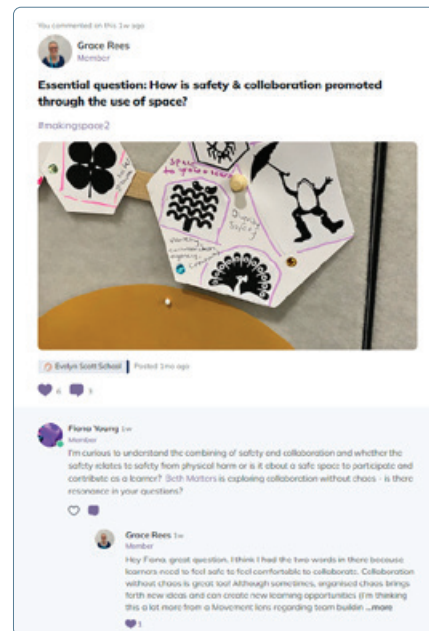 You commented on this 1w ago
Grace Rees
Member
Essential question: How is safety & collaboration promoted
through the use of space?
#makingspace2
Dignity
Safety
Evelyn Scott School
Posted 1mo ago
6
3
Fiona Young 1w
Member
I'm curious to understand the combining of safety and collaboration and whether the
safety relates to safety from physical harm or is it about a safe space to participate and
contribute as a learner? Beth Matters is exploring collaboration without chaos - is there
resonance in your questions?
Grace Rees 1w
Member
Hey Fiona, great question. I think I had the two words in there because
learners need to feel safe to feel comfortable to collaborate. Collaboration
without chaos is great too! Although sometimes, organised chaos brings
forth new ideas and can create new learning opportunities (I'm thinking
this a lot more from a Movement lens regarding team buildin ...more
1